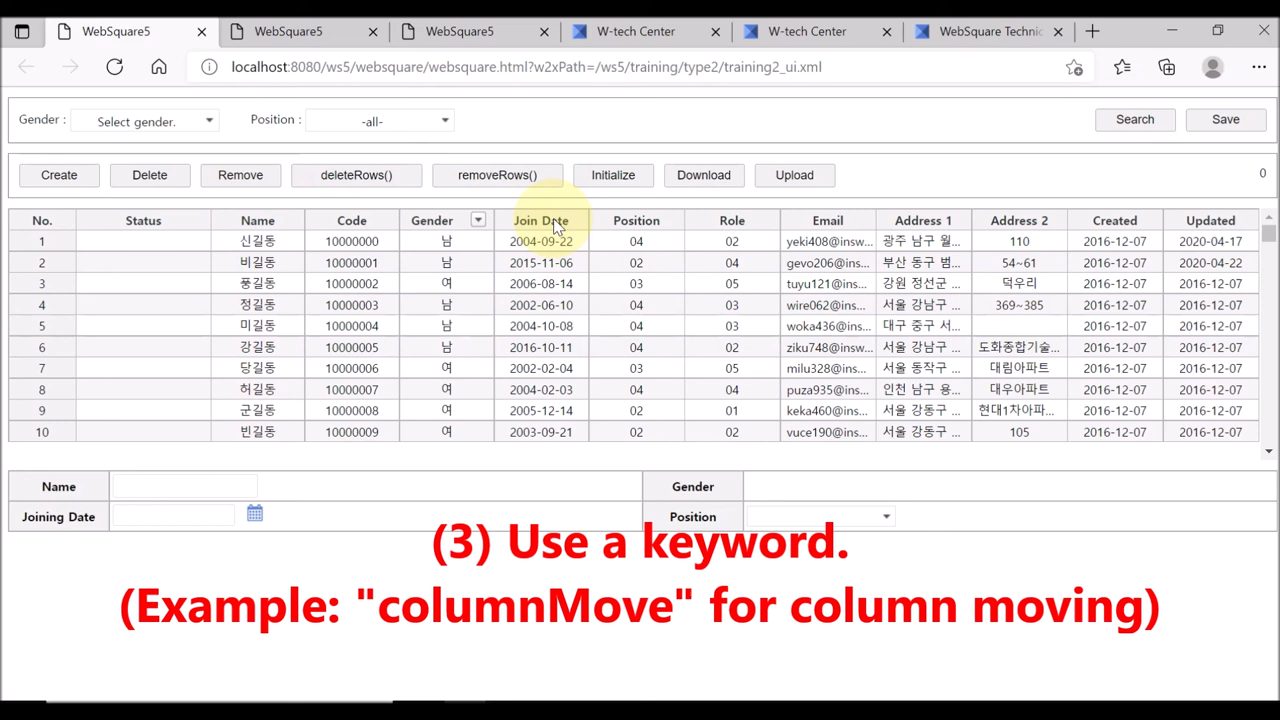 WebSquare5
WebSquare5
WebSquare5
W-tech Center
W-tech Center
WebSquare Technic
localhost:8080/ws5/websquare/websquare.html?w2xPath=/ws5/training/type2/training2_ui.xml
Gender : Select gender. Position : -all- Search Save
Create Delete Remove deleteRows() removeRows() Initialize Download Upload 0
No. Status Name Code Gender Join Date Position Role Email Address 1 Address 2 Created Updated
1 신길동 10000000 남 2004-09-22 04 02 yeki408@insw... 광주 남구 월... 110 2016-12-07 2020-04-17
2 비길동 10000001 남 2015-11-06 02 04 gevo206@ins... 부산 동구 범... 54~61 2016-12-07 2020-04-22
3 풍길동 10000002 여 2006-08-14 03 05 tuyu121@ins... 강원 정선군 ... 덕우리 2016-12-07 2016-12-07
4 정길동 10000003 남 2002-06-10 04 03 wire062@ins... 서울 강남구 ... 369~385 2016-12-07 2016-12-07
5 미길동 10000004 남 2004-10-08 04 03 woka436@ins... 대구 중구 서... 2016-12-07 2016-12-07
6 강길동 10000005 남 2016-10-11 04 02 ziku748@insw... 서울 강남구 ... 도화종합기술... 2016-12-07 2016-12-07
7 당길동 10000006 여 2002-02-04 03 05 milu328@ins... 서울 동작구 ... 대림아파트 2016-12-07 2016-12-07
8 허길동 10000007 여 2004-02-03 04 04 puza935@ins... 인천 남구 용... 대우아파트 2016-12-07 2016-12-07
9 군길동 10000008 여 2005-12-14 02 01 keka460@ins... 서울 강동구 ... 현대1차아파... 2016-12-07 2016-12-07
10 빈길동 10000009 여 2003-09-21 02 02 vuce190@ins... 서울 강동구 ... 105 2016-12-07 2016-12-07
Name Gender
Joining Date Position
(3) Use a keyword.
(Example: "columnMove" for column moving)